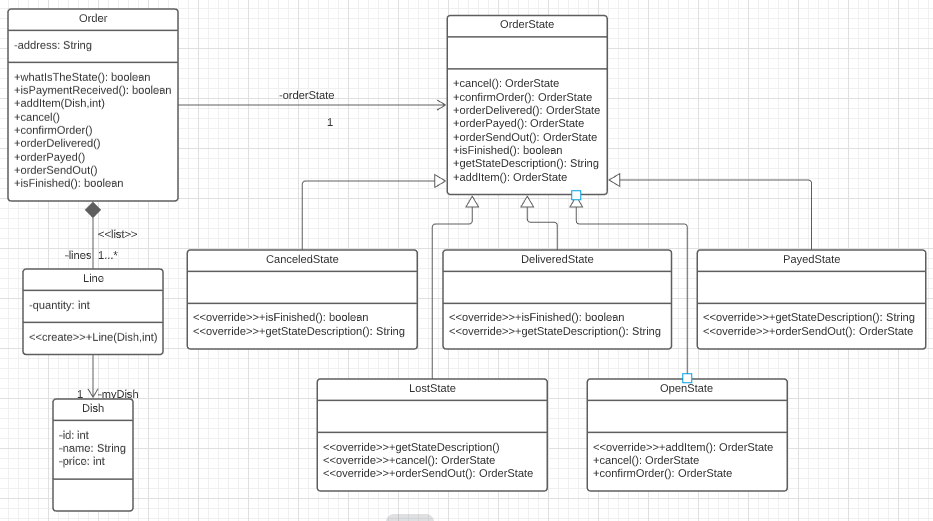 Order
-address: String
+whatIsTheState(): boolean
+isPaymentReceived(): boolean
+addItem(Dish,int)
+cancel()
+confirmOrder()
+orderDelivered()
+orderPayed()
+orderSendOut()
+isFinished(): boolean
-orderState
1
OrderState
+cancel(): OrderState
+confirmOrder(): OrderState
+orderDelivered(): OrderState
+orderPayed(): OrderState
+orderSendOut(): OrderState
+isFinished(): boolean
+getStateDescription(): String
+addItem(): OrderState
<<list>>
-lines 1...*
Line
-quantity: int
<<create>>+Line(Dish,int)
1 -myDish
Dish
-id: int
-name: String
-price: int
CanceledState
<<override>>+isFinished(): boolean
<<override>>+getStateDescription(): String
DeliveredState
<<override>>+isFinished(): boolean
<<override>>+getStateDescription(): String
PayedState
<<override>>+getStateDescription(): String
<<override>>+orderSendOut(): OrderState
LostState
<<override>>+getStateDescription()
<<override>>+cancel(): OrderState
<<override>>+orderSendOut(): OrderState
OpenState
<<override>>+addItem(): OrderState
+cancel(): OrderState
+confirmOrder(): OrderState